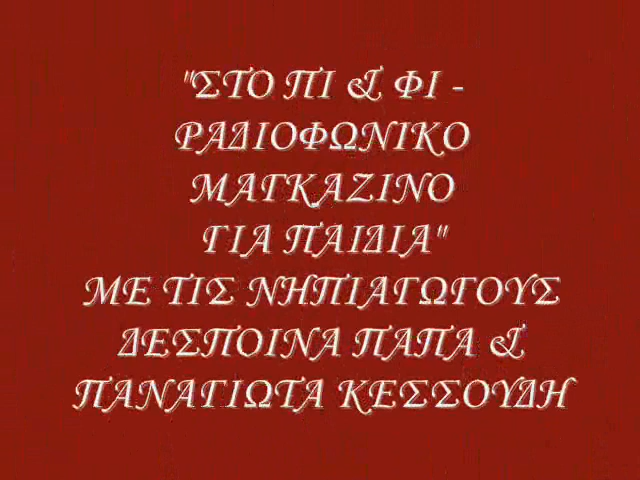 "ΣΤΟ ΠΙ & ΦΙ -
ΡΑΔΙΟΦΩΝΙΚΟ
ΜΑΓΚΑΖΙΝΟ
ΓΙΑ ΠΑΙΔΙΑ"
ΜΕ ΤΙΣ ΝΗΠΙΑΓΩΓΟΥΣ
ΔΕΣΠΟΙΝΑ ΠΑΠΑ &
ΠΑΝΑΓΙΩΤΑ ΚΕΣΣΟΥΔΗ